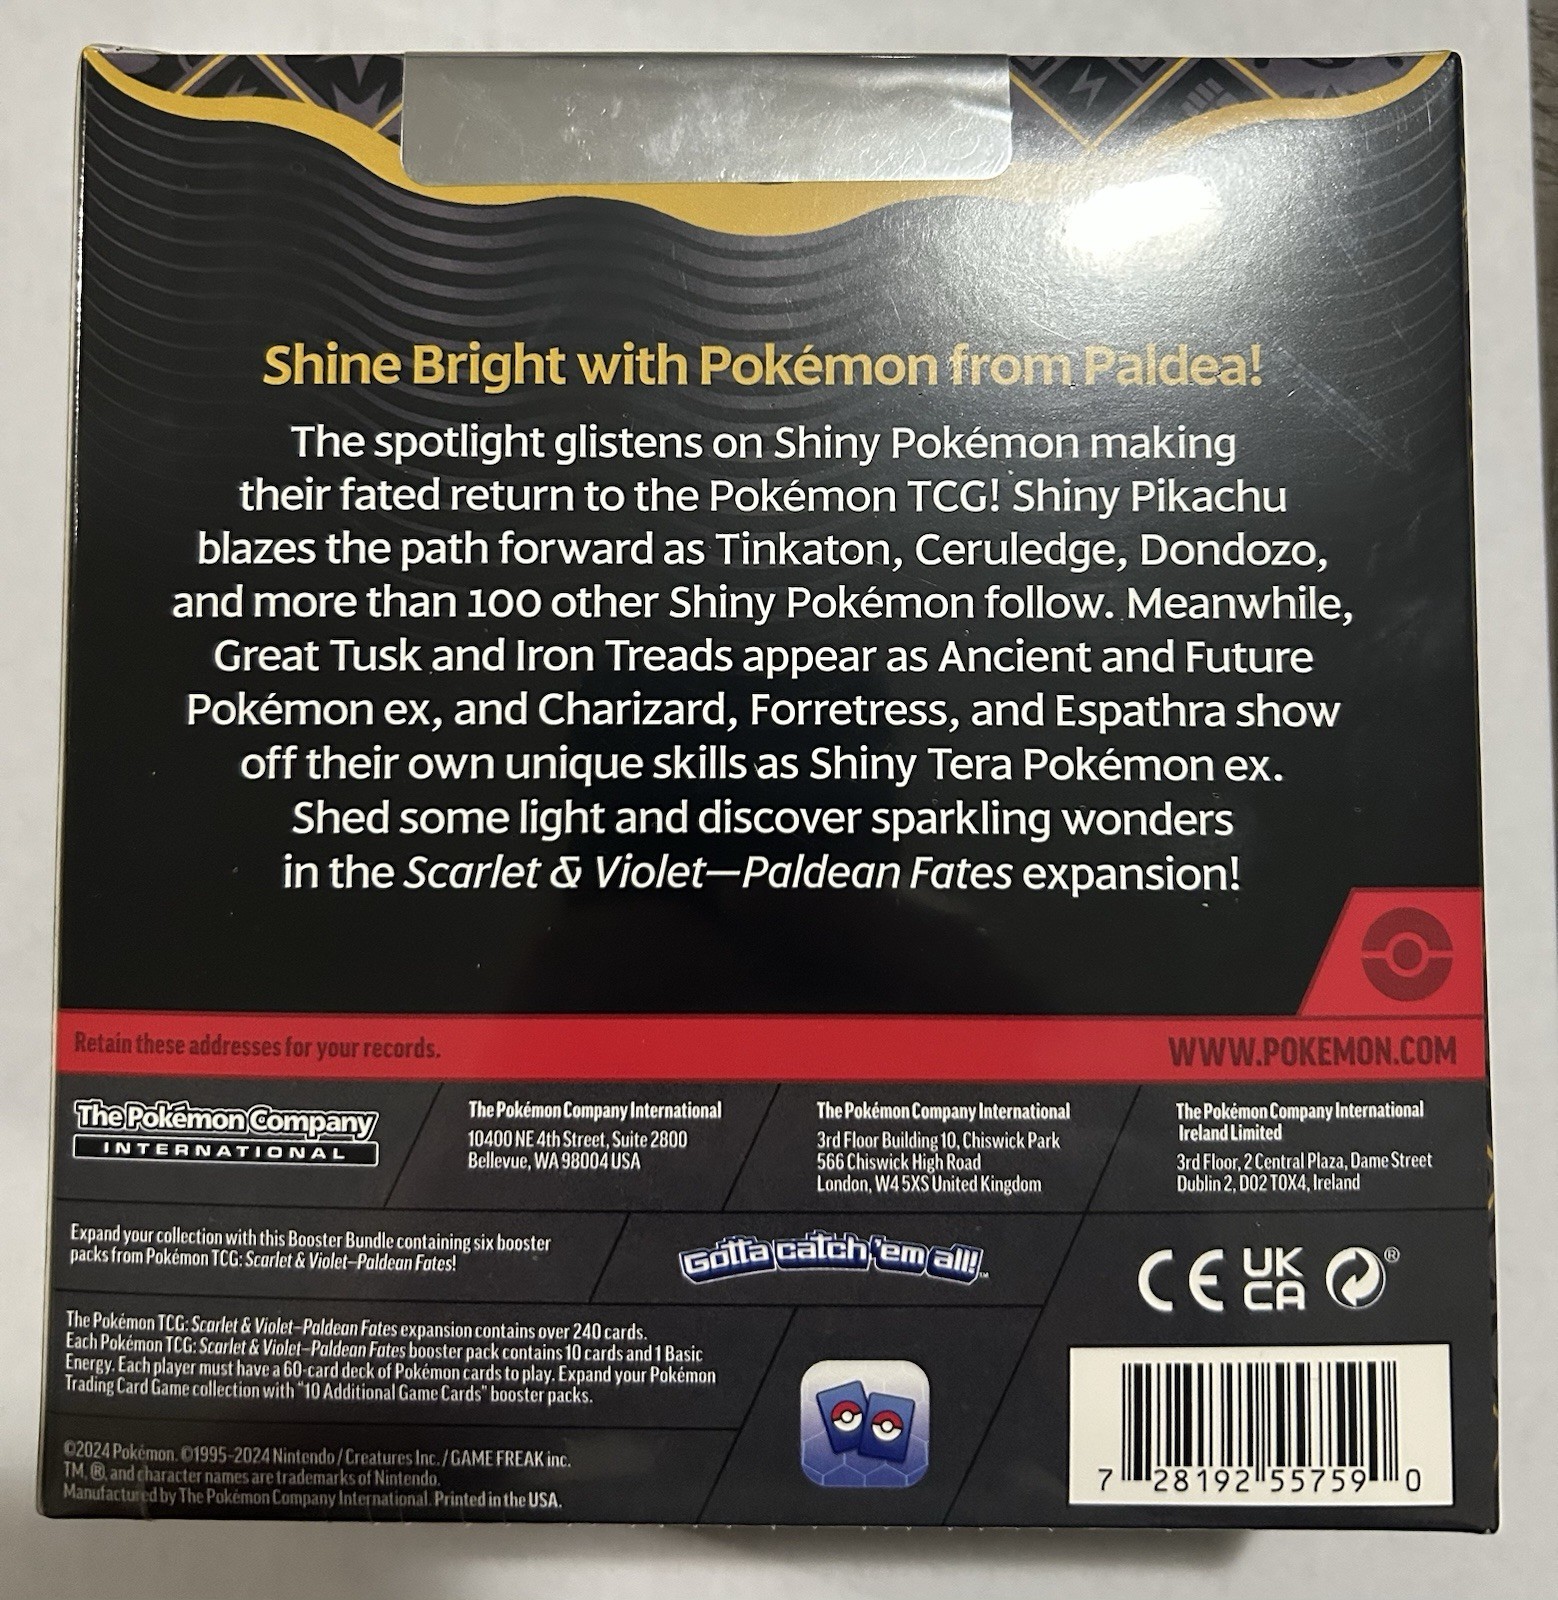 Shine Bright with Pokémon from Paldea!
The spotlight glistens on Shiny Pokémon making
their fated return to the Pokémon TCG! Shiny Pikachu
blazes the path forward as Tinkaton, Ceruledge, Dondozo,
and more than 100 other Shiny Pokémon follow. Meanwhile,
Great Tusk and Iron Treads appear as Ancient and Future
Pokémon ex, and Charizard, Forretress, and Espathra show
off their own unique skills as Shiny Tera Pokémon ex.
Shed some light and discover sparkling wonders
in the Scarlet & Violet—Paldean Fates expansion!
Retain these addresses for your records.
WWW.POKEMON.COM
The Pokémon Company
INTERNATIONAL
The Pokémon Company International
10400 NE 4th Street, Suite 2800
Bellevue, WA 98004 USA
The Pokémon Company International
3rd Floor Building 10, Chiswick Park
566 Chiswick High Road
London, W4 5XS United Kingdom
The Pokémon Company International
Ireland Limited
3rd Floor, 2 Central Plaza, Dame Street
Dublin 2, D02 T0X4, Ireland
Expand your collection with this Booster Bundle containing six booster
packs from Pokémon TCG: Scarlet & Violet—Paldean Fates!
Gotta catch 'em all!™
CE UK CA ®
The Pokémon TCG: Scarlet & Violet—Paldean Fates expansion contains over 240 cards.
Each Pokémon TCG: Scarlet & Violet—Paldean Fates booster pack contains 10 cards and 1 Basic
Energy. Each player must have a 60-card deck of Pokémon cards to play. Expand your Pokémon
Trading Card Game collection with "10 Additional Game Cards" booster packs.
©2024 Pokémon. ©1995–2024 Nintendo / Creatures Inc. / GAME FREAK inc.
TM, ®, and character names are trademarks of Nintendo.
Manufactured by The Pokémon Company International. Printed in the USA.
7 28192 55759 0